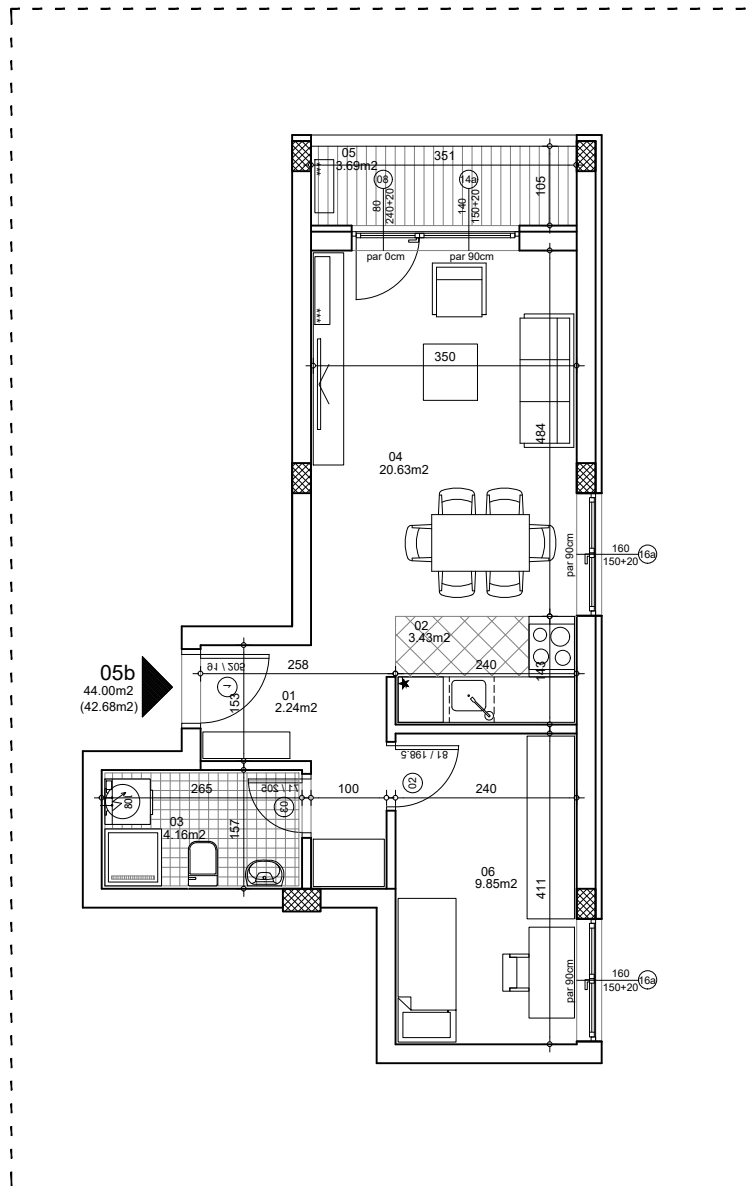 05
3.69m2
351
105
08
80
240+20
14a
140
150+20
par 0cm
par 90cm
***
***
350
484
04
20.63m2
par 90cm
160
150+20
16a
02
3.43m2
05b
44.00m2
(42.68m2)
91 / 205
1
258
240
143
153
01
2.24m2
81 / 198.5
02
265
71 / 205
03
100
240
801
03
4.16m2
157
06
9.85m2
411
par 90cm
160
150+20
16a